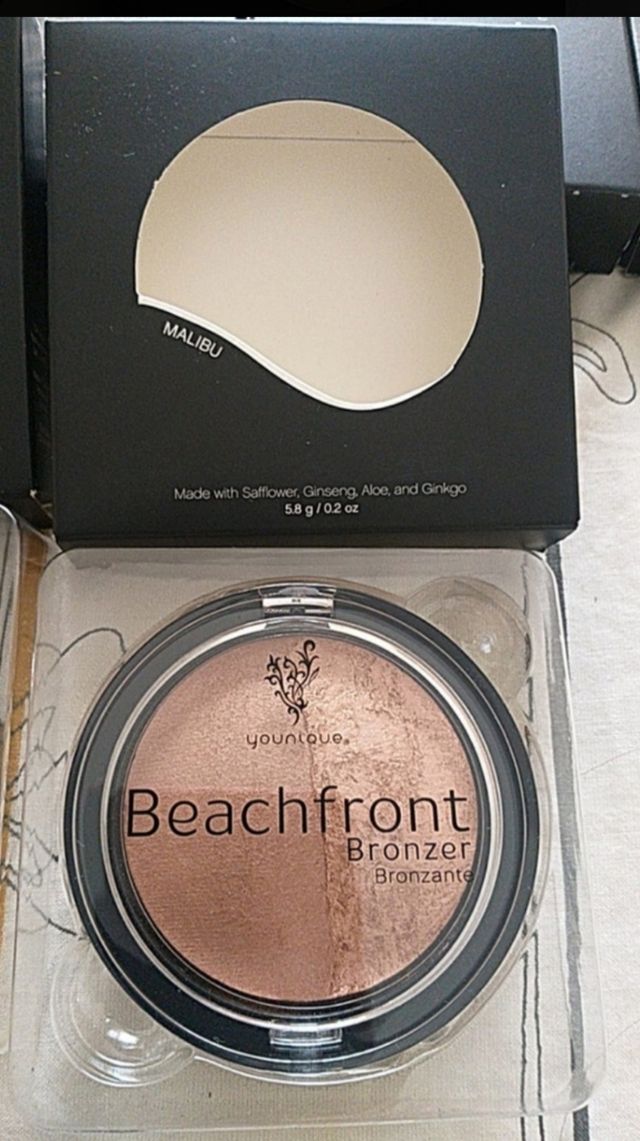 MALIBU
Made with Safflower, Ginseng, Aloe, and Ginkgo
5.8 g / 0.2 oz
younique
Beachfront
Bronzer
Bronzante